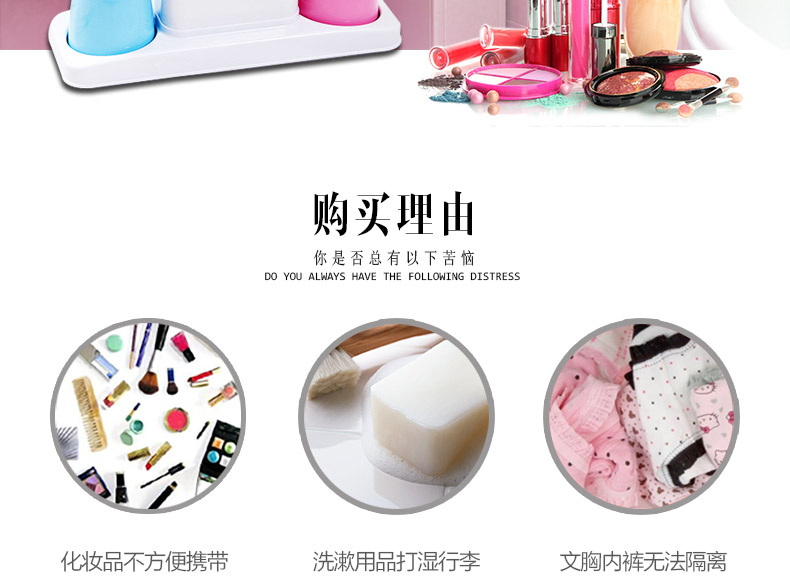 购买理由
你是否总有以下苦恼
DO YOU ALWAYS HAVE THE FOLLOWING DISTRESS
化妆品不方便携带
洗漱用品打湿行李
文胸内裤无法隔离